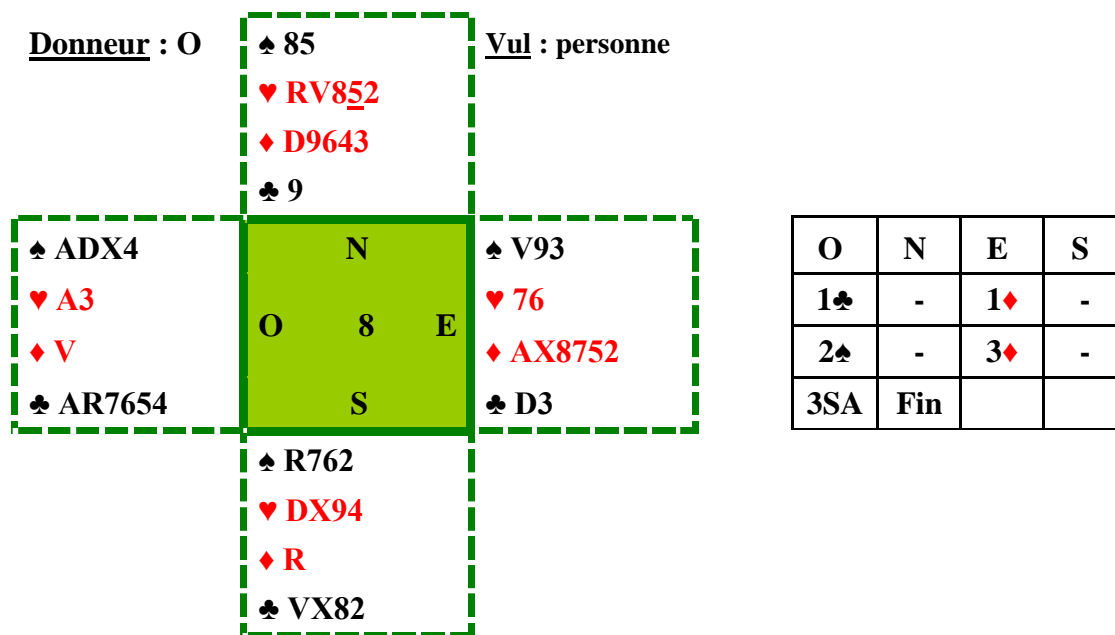 Donneur : O
♠ 85
Vul : personne
♥ RV852
♦ D9643
♣ 9
♠ ADX4
♥ A3
♦ V
♣ AR7654
N
O 8 E
S
♠ V93
♥ 76
♦ AX8752
♣ D3
O N E S
1♣ - 1♦ -
2♠ - 3♦ -
3SA Fin
♠ R762
♥ DX94
♦ R
♣ VX82